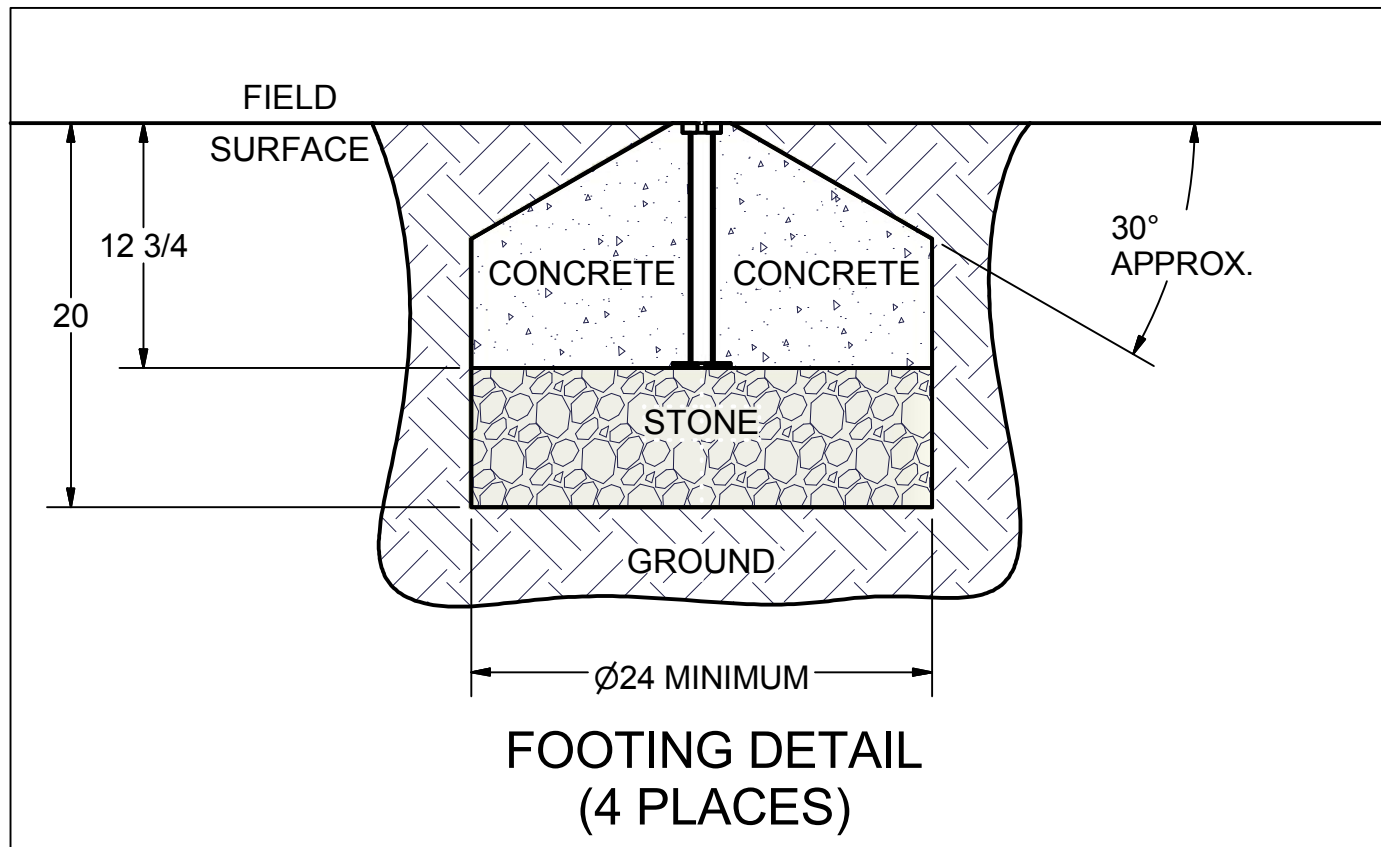 FIELD
SURFACE
12 3/4
20
CONCRETE
CONCRETE
30°
APPROX.
STONE
GROUND
Ø24 MINIMUM
FOOTING DETAIL
(4 PLACES)